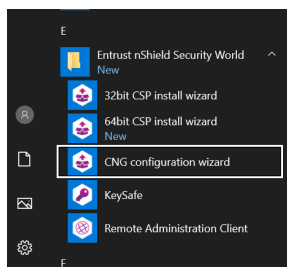 E
Entrust nShield Security World
New
32bit CSP install wizard
64bit CSP install wizard
New
CNG configuration wizard
KeySafe
Remote Administration Client
F